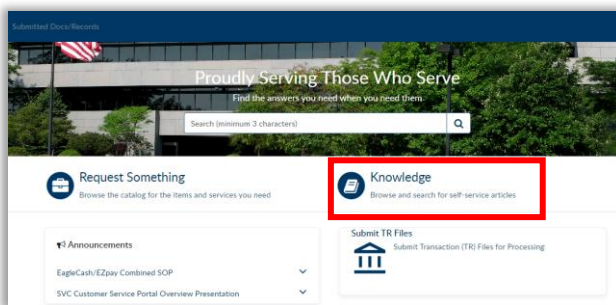 Submitted Docs/Records
Proudly Serving Those Who Serve
Find the answers you need when you need them
Search (minimum 3 characters)
Request Something
Browse the catalog for the items and services you need
Knowledge
Browse and search for self-service articles
Announcements
EagleCash/EZpay Combined SOP
SVC Customer Service Portal Overview Presentation
Submit TR Files
Submit Transaction (TR) Files for Processing